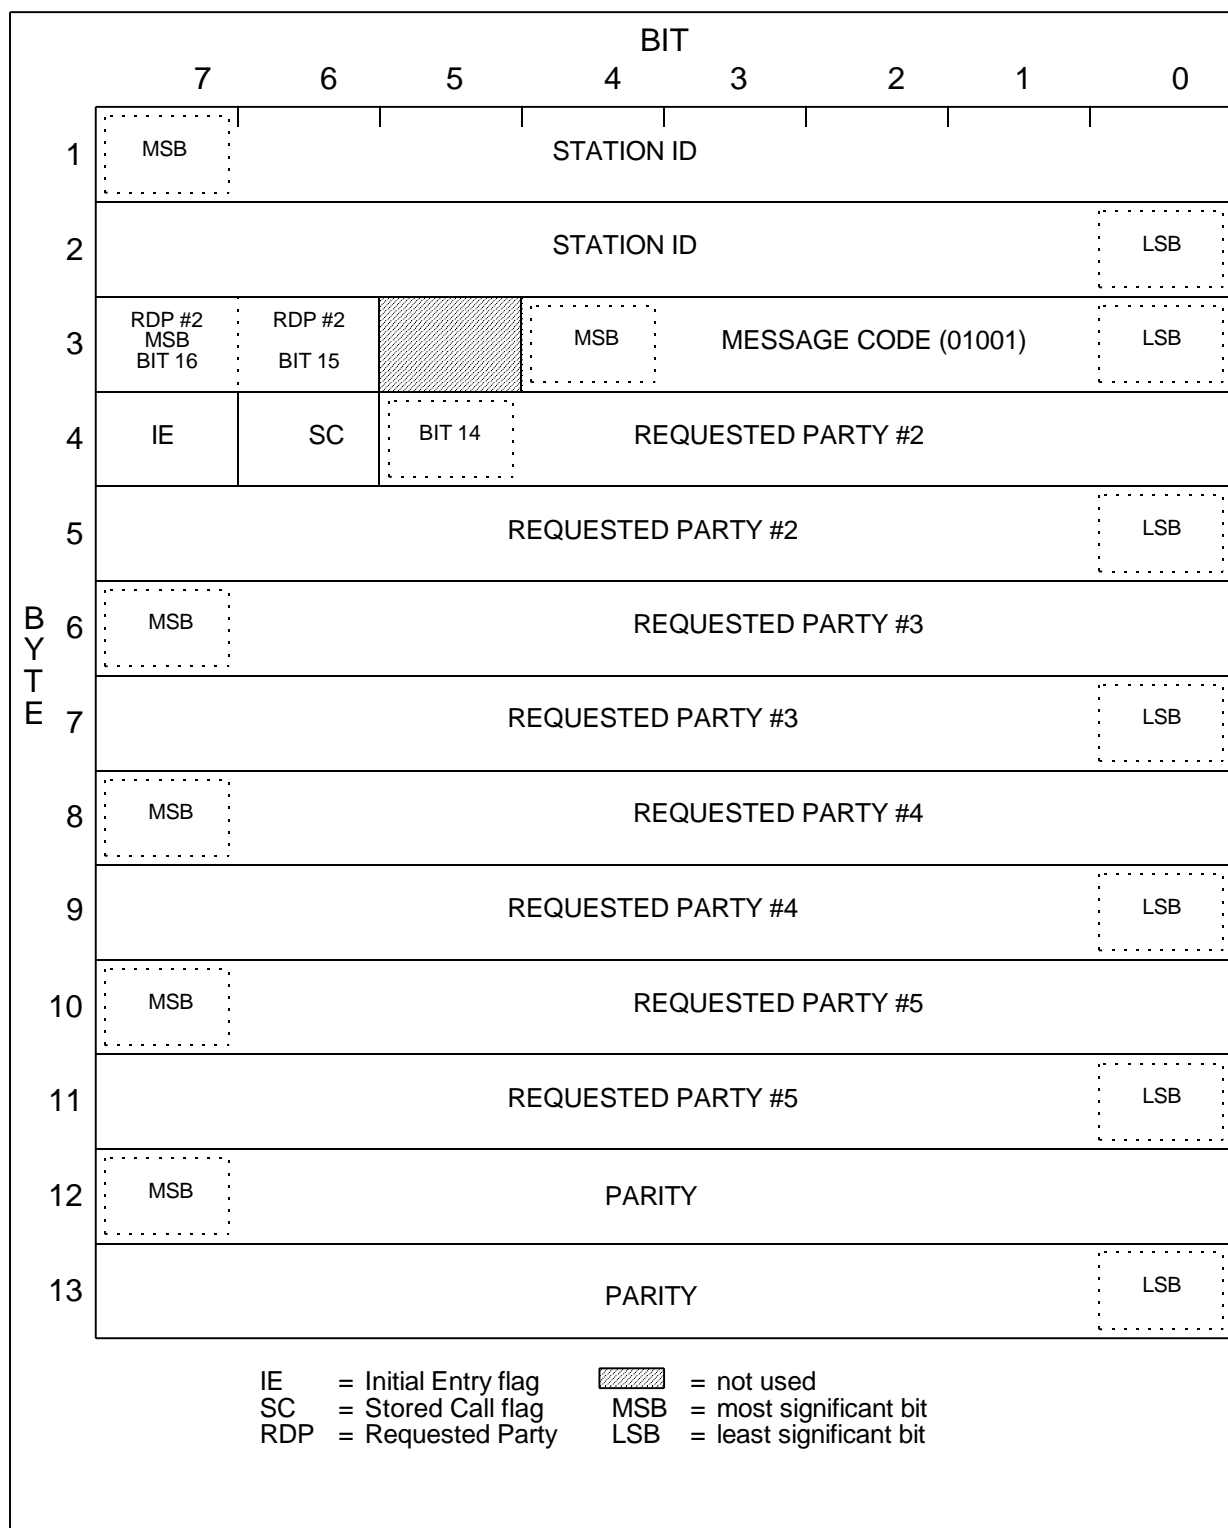 BIT
7 6 5 4 3 2 1 0
1 MSB STATION ID
2 STATION ID LSB
RDP #2 RDP #2
3 MSB MSB MESSAGE CODE (01001) LSB
BIT 16 BIT 15
4 IE SC BIT 14 REQUESTED PARTY #2
5 REQUESTED PARTY #2 LSB
BYTE
6 MSB REQUESTED PARTY #3
7 REQUESTED PARTY #3 LSB
8 MSB REQUESTED PARTY #4
9 REQUESTED PARTY #4 LSB
10 MSB REQUESTED PARTY #5
11 REQUESTED PARTY #5 LSB
12 MSB PARITY
13 PARITY LSB
IE = Initial Entry flag = not used
SC = Stored Call flag MSB = most significant bit
RDP = Requested Party LSB = least significant bit